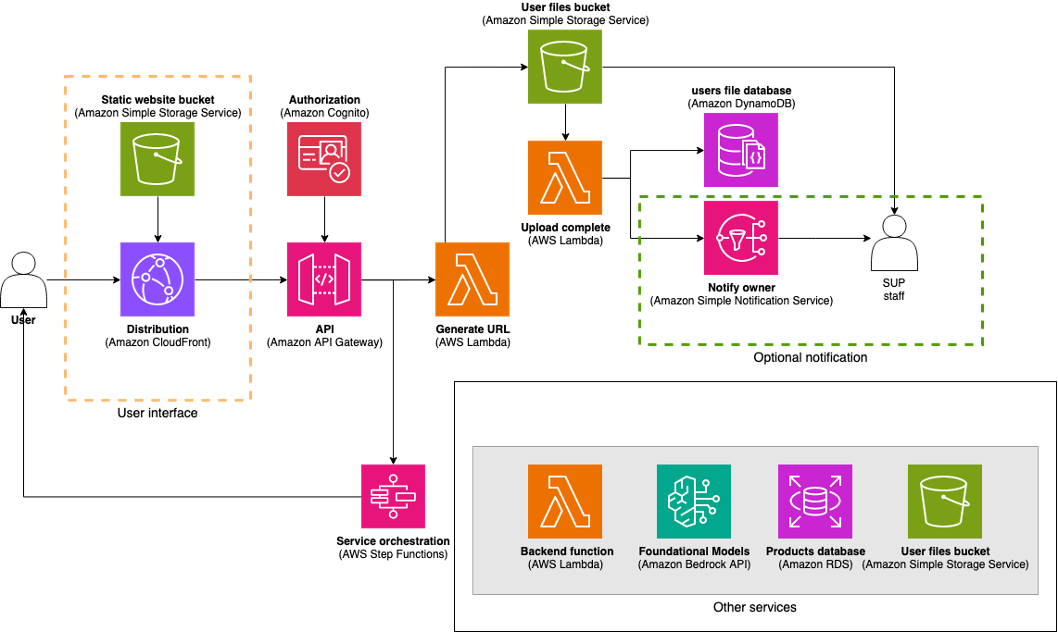 User files bucket
(Amazon Simple Storage Service)
Static website bucket
(Amazon Simple Storage Service)
Authorization
(Amazon Cognito)
users file database
(Amazon DynamoDB)
Upload complete
(AWS Lambda)
User
Distribution
(Amazon CloudFront)
API
(Amazon API Gateway)
Generate URL
(AWS Lambda)
Notify owner
(Amazon Simple Notification Service)
SUP
staff
Optional notification
User interface
Service orchestration
(AWS Step Functions)
Backend function
(AWS Lambda)
Foundational Models
(Amazon Bedrock API)
Products database
(Amazon RDS)
User files bucket
(Amazon Simple Storage Service)
Other services